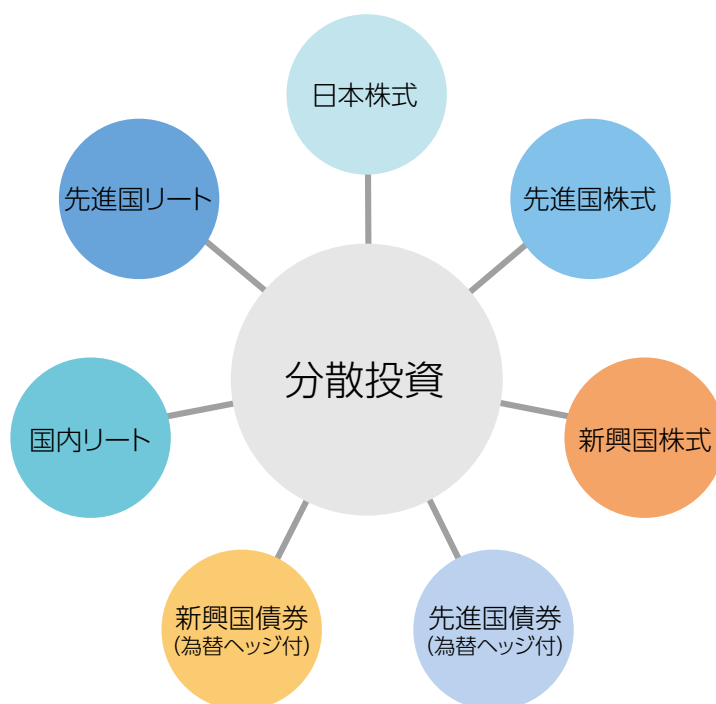 日本株式
先進国リート
先進国株式
分散投資
国内リート
新興国株式
新興国債券
(為替ヘッジ付)
先進国債券
(為替ヘッジ付)